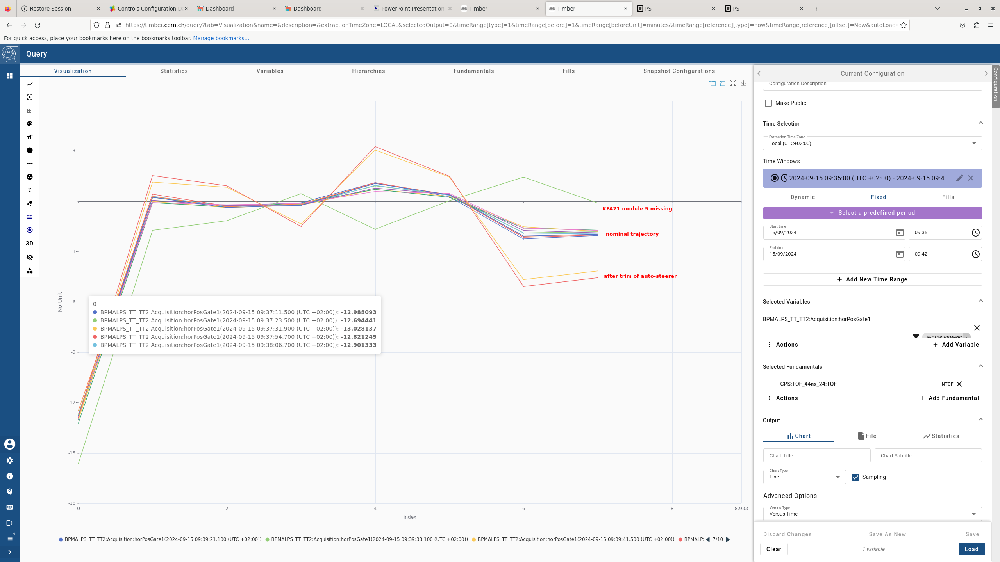 Restore Session
Controls Configuration D
Dashboard
Dashboard
PowerPoint Presentation
Timber
Timber
PS
PS
https://timber.cern.ch/query?tab=Visualization&name=&description=&extractionTimeZone=LOCAL&selectedOutput=0&timeRange[type]=1&timeRange[before]=1&timeRange[beforeUnit]=minutes&timeRange[reference][type]=now&timeRange[reference][offset]=Now&autoLoad
For quick access, place your bookmarks here on the bookmarks toolbar. Manage bookmarks…
CERN
Query
Visualization
Statistics
Variables
Hierarchies
Fundamentals
Fills
Snapshot Configurations
3D
2
3
-3
-6
-9
-12
-15
-18
No Unit
KFA71 module 5 missing
nominal trajectory
after trim of auto-steerer
0
BPMALPS_TT_TT2:Acquisition:horPosGate1(2024-09-15 09:37:11.500 (UTC +02:00)): -12.988093
BPMALPS_TT_TT2:Acquisition:horPosGate1(2024-09-15 09:37:23.500 (UTC +02:00)): -12.694441
BPMALPS_TT_TT2:Acquisition:horPosGate1(2024-09-15 09:37:31.900 (UTC +02:00)): -13.028137
BPMALPS_TT_TT2:Acquisition:horPosGate1(2024-09-15 09:37:54.700 (UTC +02:00)): -12.821245
BPMALPS_TT_TT2:Acquisition:horPosGate1(2024-09-15 09:38:06.700 (UTC +02:00)): -12.901333
0 2 4 6 8 8.933
index
BPMALPS_TT_TT2:Acquisition:horPosGate1(2024-09-15 09:39:21.100 (UTC +02:00))
BPMALPS_TT_TT2:Acquisition:horPosGate1(2024-09-15 09:39:33.100 (UTC +02:00))
BPMALPS_TT_TT2:Acquisition:horPosGate1(2024-09-15 09:39:41.500 (UTC +02:00))
BPMALPS
7/10
Current Configuration
Configuration
Configuration Description
Make Public
Time Selection
Extraction Time Zone
Local (UTC+02:00)
Time Windows
2024-09-15 09:35:00 (UTC +02:00) - 2024-09-15 09:4...
Dynamic
Fixed
Fills
Select a predefined period
Start time
15/09/2024
09:35
End time
15/09/2024
09:42
+ Add New Time Range
Selected Variables
BPMALPS_TT_TT2:Acquisition:horPosGate1
VECTOR_NUMERIC
Actions
+ Add Variable
Selected Fundamentals
CPS:TOF_44ns_24:TOF
NTOF
Actions
+ Add Fundamental
Output
Chart
File
Statistics
Chart Title
Chart Subtitle
Chart Type
Line
Sampling
Advanced Options
Versus Type
Versus Time
Discard Changes
Save As New
Save
Clear
1 variable
Load